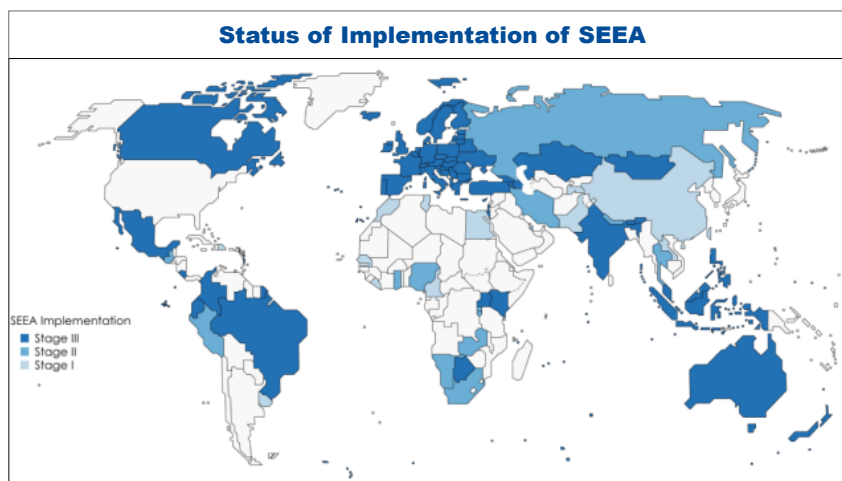 Status of Implementation of SEEA
SEEA Implementation
Stage III
Stage II
Stage I